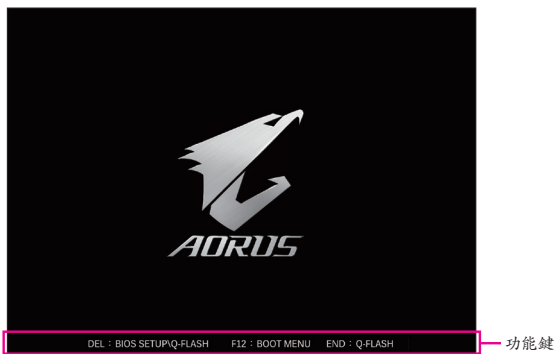 AORUS
DEL : BIOS SETUP\Q-FLASH F12 : BOOT MENU END : Q-FLASH
功能鍵